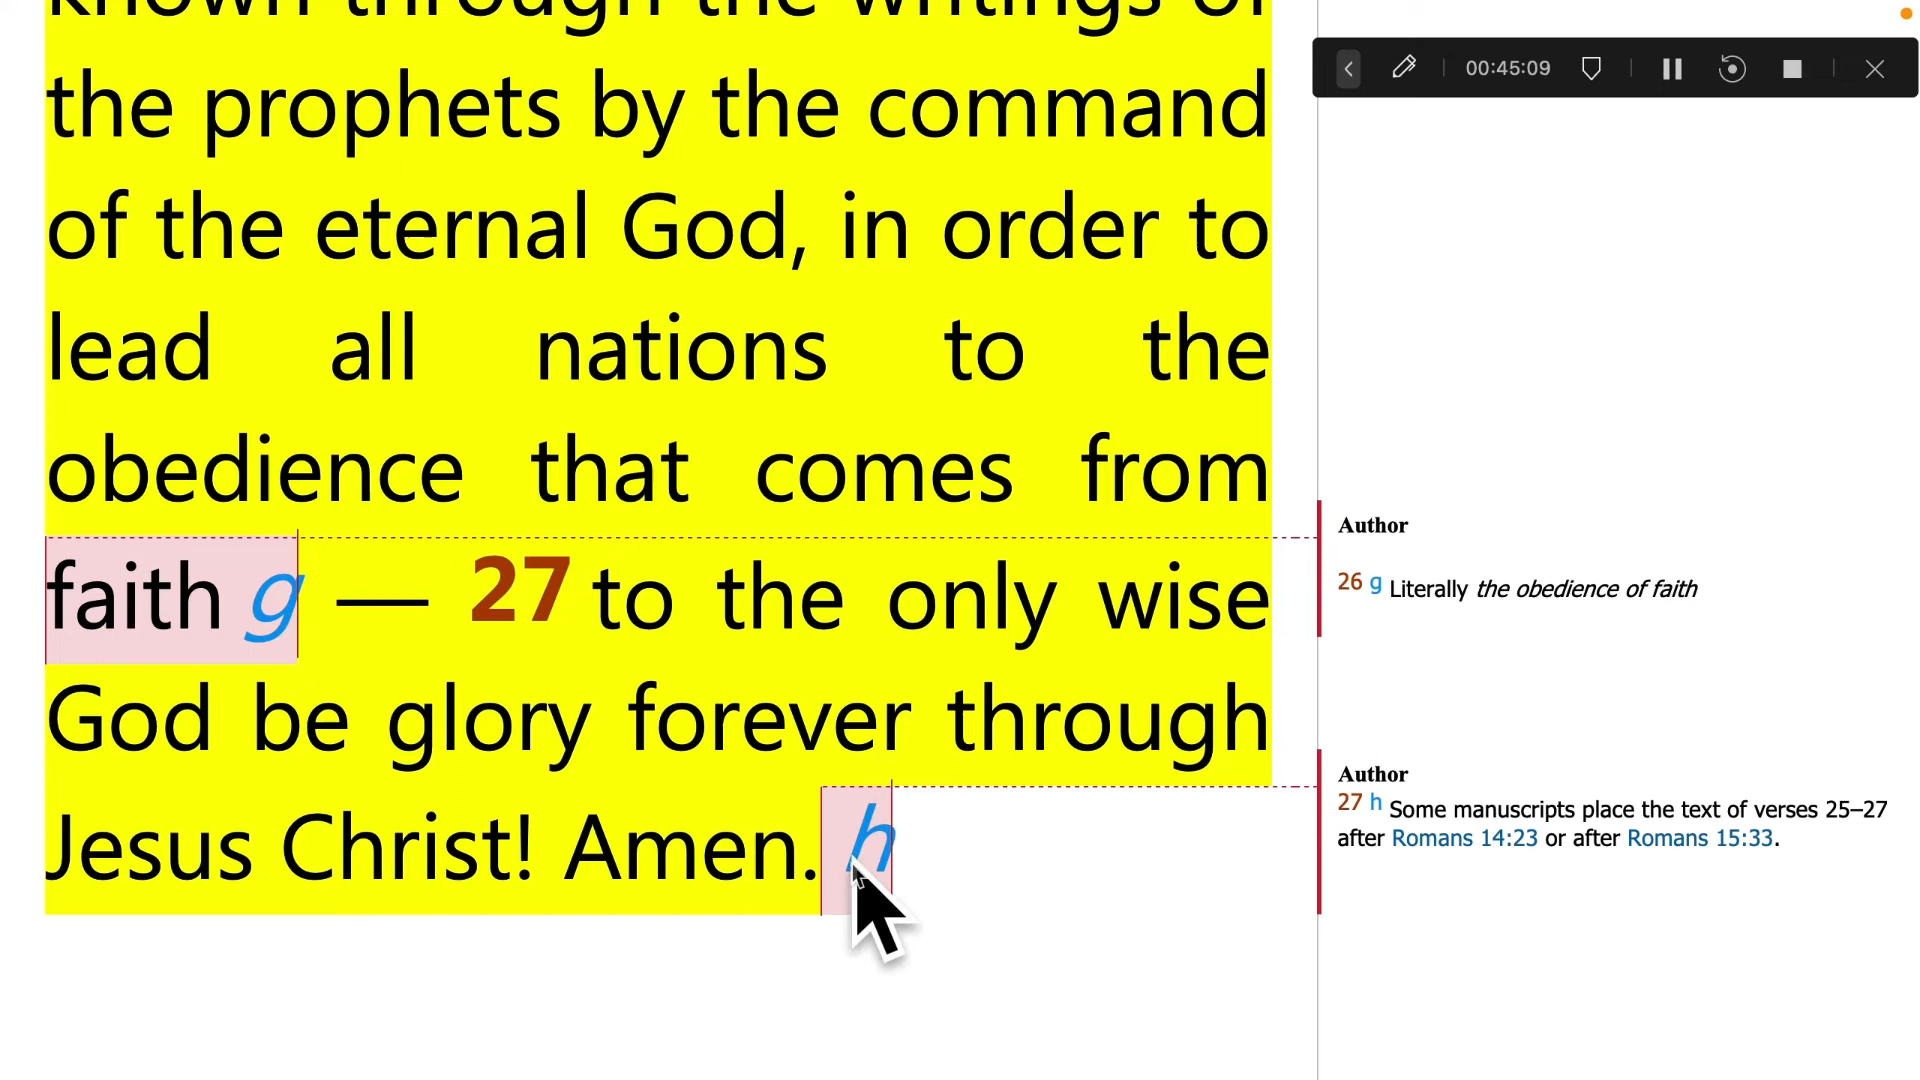 known through the writings of
the prophets by the command
of the eternal God, in order to
lead all nations to the
obedience that comes from
faith g — 27 to the only wise
God be glory forever through
Jesus Christ! Amen. h
00:45:09
Author
26 g Literally the obedience of faith
Author
27 h Some manuscripts place the text of verses 25–27
after Romans 14:23 or after Romans 15:33.